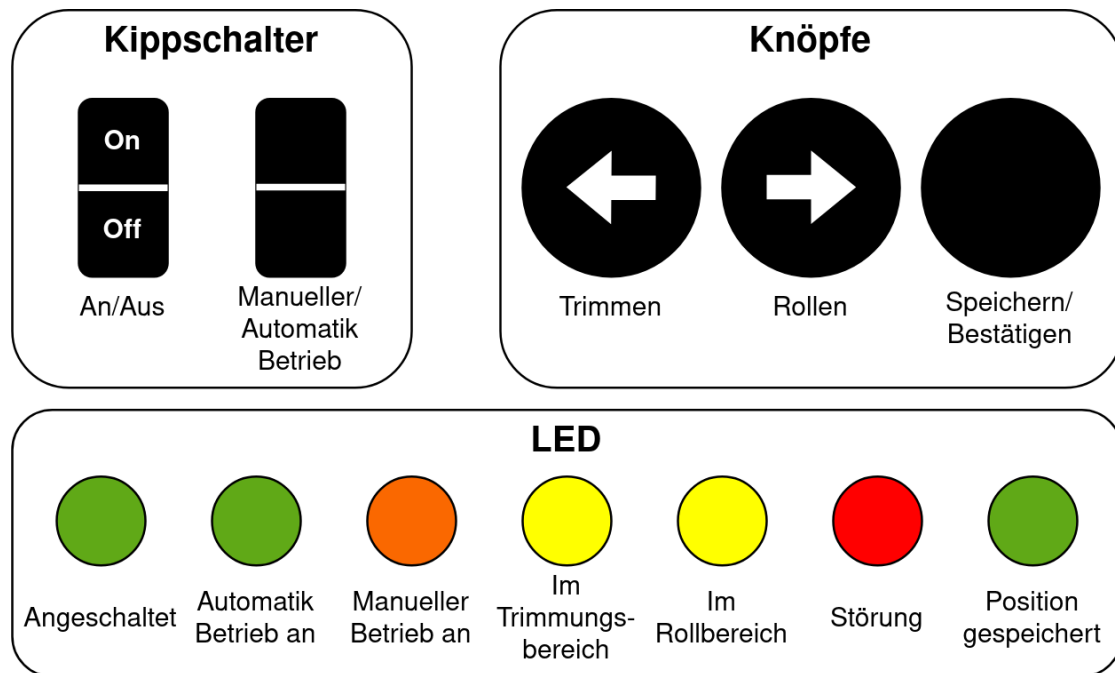 Kippschalter
On
Off
An/Aus
Manueller/
Automatik
Betrieb
Knöpfe
Trimmen
Rollen
Speichern/
Bestätigen
LED
Angeschaltet
Automatik
Betrieb an
Manueller
Betrieb an
Im
Trimmungs-
bereich
Im
Rollbereich
Störung
Position
gespeichert